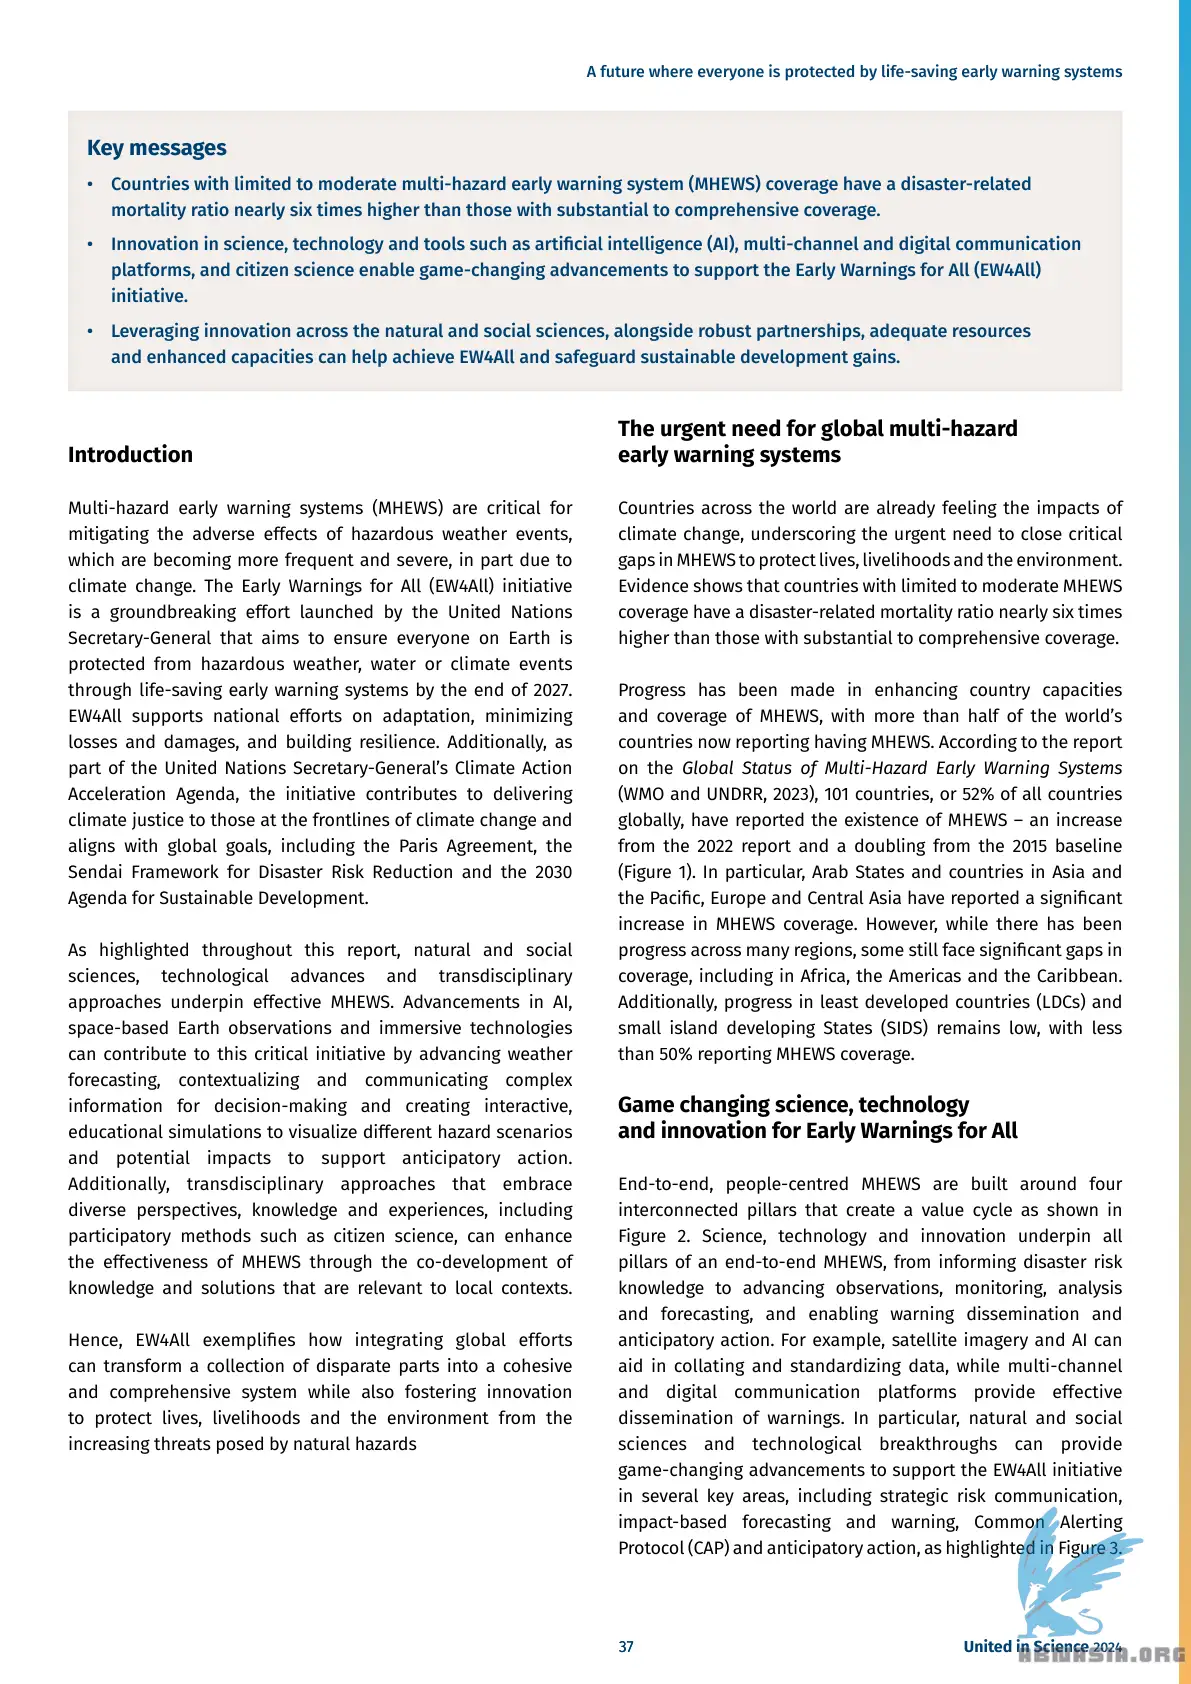 A future where everyone is protected by life-saving early warning systems
Key messages
• Countries with limited to moderate multi-hazard early warning system (MHEWS) coverage have a disaster-related
mortality ratio nearly six times higher than those with substantial to comprehensive coverage.
• Innovation in science, technology and tools such as artificial intelligence (AI), multi-channel and digital communication
platforms, and citizen science enable game-changing advancements to support the Early Warnings for All (EW4All)
initiative.
• Leveraging innovation across the natural and social sciences, alongside robust partnerships, adequate resources
and enhanced capacities can help achieve EW4All and safeguard sustainable development gains.
Introduction
Multi-hazard early warning systems (MHEWS) are critical for
mitigating the adverse effects of hazardous weather events,
which are becoming more frequent and severe, in part due to
climate change. The Early Warnings for All (EW4All) initiative
is a groundbreaking effort launched by the United Nations
Secretary-General that aims to ensure everyone on Earth is
protected from hazardous weather, water or climate events
through life-saving early warning systems by the end of 2027.
EW4All supports national efforts on adaptation, minimizing
losses and damages, and building resilience. Additionally, as
part of the United Nations Secretary-General’s Climate Action
Acceleration Agenda, the initiative contributes to delivering
climate justice to those at the frontlines of climate change and
aligns with global goals, including the Paris Agreement, the
Sendai Framework for Disaster Risk Reduction and the 2030
Agenda for Sustainable Development.
As highlighted throughout this report, natural and social
sciences, technological advances and transdisciplinary
approaches underpin effective MHEWS. Advancements in AI,
space-based Earth observations and immersive technologies
can contribute to this critical initiative by advancing weather
forecasting, contextualizing and communicating complex
information for decision-making and creating interactive,
educational simulations to visualize different hazard scenarios
and potential impacts to support anticipatory action.
Additionally, transdisciplinary approaches that embrace
diverse perspectives, knowledge and experiences, including
participatory methods such as citizen science, can enhance
the effectiveness of MHEWS through the co-development of
knowledge and solutions that are relevant to local contexts.
Hence, EW4All exemplifies how integrating global efforts
can transform a collection of disparate parts into a cohesive
and comprehensive system while also fostering innovation
to protect lives, livelihoods and the environment from the
increasing threats posed by natural hazards
The urgent need for global multi-hazard
early warning systems
Countries across the world are already feeling the impacts of
climate change, underscoring the urgent need to close critical
gaps in MHEWS to protect lives, livelihoods and the environment.
Evidence shows that countries with limited to moderate MHEWS
coverage have a disaster-related mortality ratio nearly six times
higher than those with substantial to comprehensive coverage.
Progress has been made in enhancing country capacities
and coverage of MHEWS, with more than half of the world’s
countries now reporting having MHEWS. According to the report
on the Global Status of Multi-Hazard Early Warning Systems
(WMO and UNDRR, 2023), 101 countries, or 52% of all countries
globally, have reported the existence of MHEWS – an increase
from the 2022 report and a doubling from the 2015 baseline
(Figure 1). In particular, Arab States and countries in Asia and
the Pacific, Europe and Central Asia have reported a significant
increase in MHEWS coverage. However, while there has been
progress across many regions, some still face significant gaps in
coverage, including in Africa, the Americas and the Caribbean.
Additionally, progress in least developed countries (LDCs) and
small island developing States (SIDS) remains low, with less
than 50% reporting MHEWS coverage.
Game changing science, technology
and innovation for Early Warnings for All
End-to-end, people-centred MHEWS are built around four
interconnected pillars that create a value cycle as shown in
Figure 2. Science, technology and innovation underpin all
pillars of an end-to-end MHEWS, from informing disaster risk
knowledge to advancing observations, monitoring, analysis
and forecasting, and enabling warning dissemination and
anticipatory action. For example, satellite imagery and AI can
aid in collating and standardizing data, while multi-channel
and digital communication platforms provide effective
dissemination of warnings. In particular, natural and social
sciences and technological breakthroughs can provide
game-changing advancements to support the EW4All initiative
in several key areas, including strategic risk communication,
impact-based forecasting and warning, Common Alerting
Protocol (CAP) and anticipatory action, as highlighted in Figure 3.
37
United in Science 2024
ABNASIA.ORG